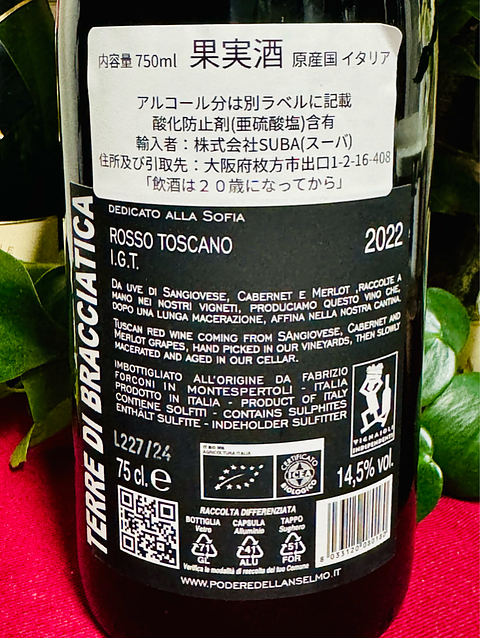 内容量 750ml 果実酒 原産国 イタリア
アルコール分は別ラベルに記載
酸化防止剤(亜硫酸塩)含有
輸入者：株式会社SUBA(スーバ)
住所及び引取先：大阪府枚方市出口1-2-16-408
「飲酒は２０歳になってから」
TERRE DI BRACCIATICA
DEDICATO ALLA SOFIA
ROSSO TOSCANO 2022
I.G.T.
DA UVE DI SANGIOVESE, CABERNET E MERLOT ,RACCOLTE A
MANO NEI NOSTRI VIGNETI, PRODUCIAMO QUESTO VINO CHE,
DOPO UNA LUNGA MACERAZIONE, AFFINA NELLA NOSTRA CANTINA.
TUSCAN RED WINE COMING FROM SANGIOVESE, CABERNET AND
MERLOT GRAPES, HAND PICKED IN OUR VINEYARDS, THEN SLOWLY
MACERATED AND AGED IN OUR CELLAR.
IMBOTTIGLIATO ALL'ORIGINE DA FABRIZIO
FORCONI IN MONTESPERTOLI - ITALIA
PRODOTTO IN ITALIA - PRODUCT OF ITALY
CONTIENE SOLFITI - CONTAINS SULPHITES
ENTHÄLT SULFITE - INDEHOLDER SULFITTER
VIGNAIOLI
INDIPENDENTI
L227/24
75 cl. e
AGRICOLTURA ITALIA
CERTIFICATO
BIOLOGICO
14,5% vol.
RACCOLTA DIFFERENZIATA
BOTTIGLIA CAPSULA TAPPO
Vetro Alluminio Sughero
71 41 51
GL ALU FOR
Verifica le modalità di raccolta del tuo Comune
WWW.PODEREDELLANSELMO.IT